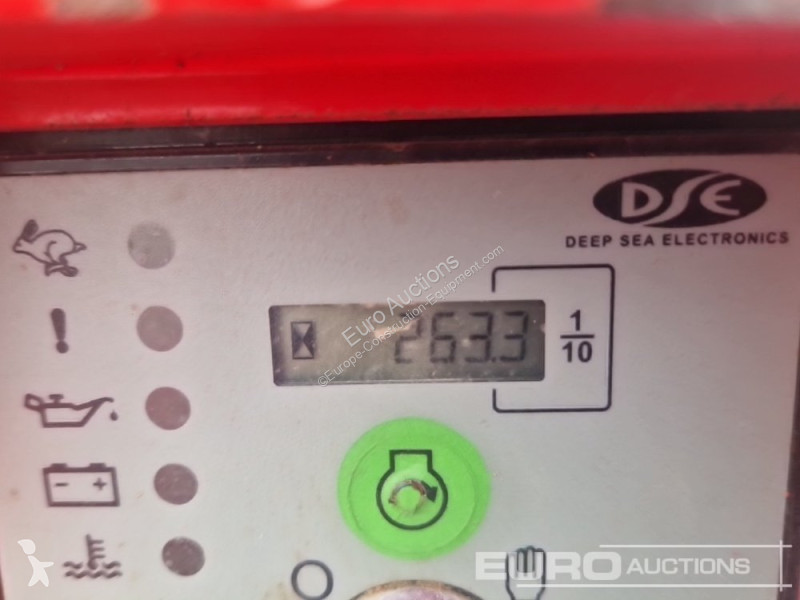 DSE
DEEP SEA ELECTRONICS
263.3
1
10
Euro Auctions
©Europe-Construction-Equipment.com
EURO AUCTIONS